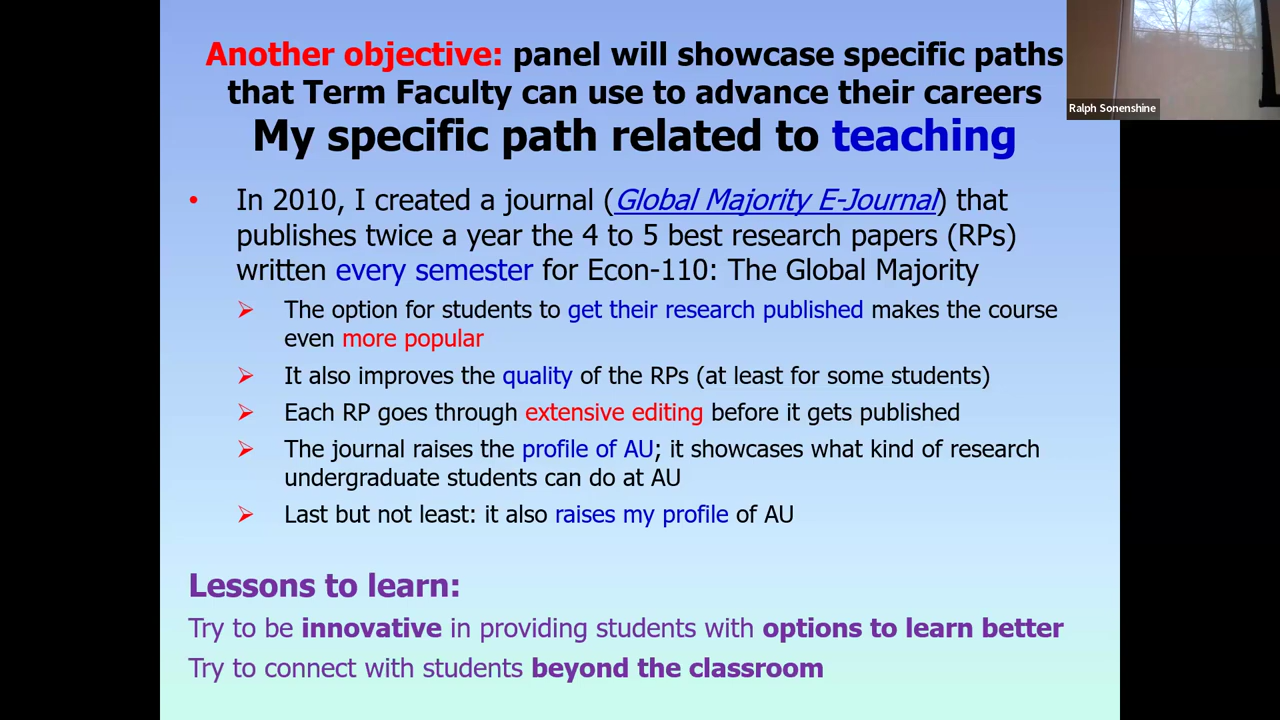 Another objective: panel will showcase specific paths
that Term Faculty can use to advance their careers
My specific path related to teaching
• In 2010, I created a journal (Global Majority E-Journal) that
publishes twice a year the 4 to 5 best research papers (RPs)
written every semester for Econ-110: The Global Majority
➢ The option for students to get their research published makes the course
even more popular
➢ It also improves the quality of the RPs (at least for some students)
➢ Each RP goes through extensive editing before it gets published
➢ The journal raises the profile of AU; it showcases what kind of research
undergraduate students can do at AU
➢ Last but not least: it also raises my profile of AU
Lessons to learn:
Try to be innovative in providing students with options to learn better
Try to connect with students beyond the classroom
Ralph Sonenshine